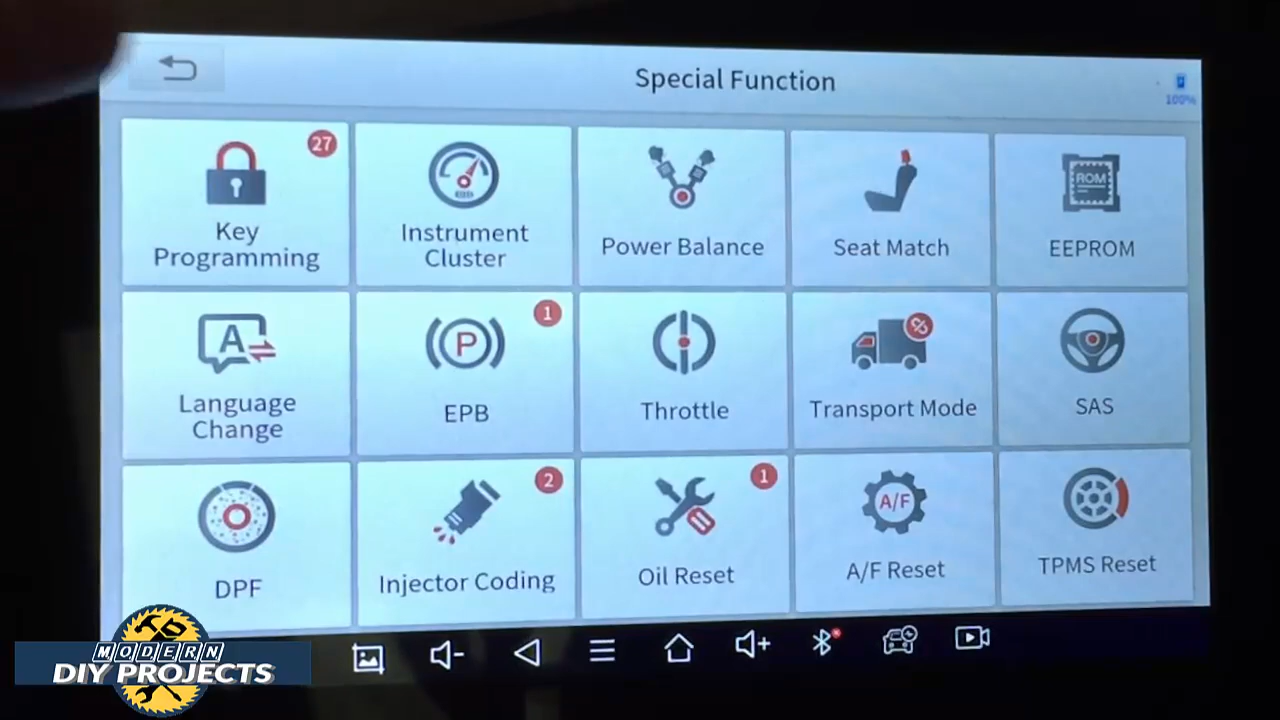 Special Function
100%
27
Key
Programming
Instrument
Cluster
Power Balance
Seat Match
ROM
EEPROM
A
Language
Change
1
P
EPB
Throttle
Transport Mode
SAS
DPF
2
Injector Coding
1
Oil Reset
A/F
A/F Reset
TPMS Reset
MODERN
DIY PROJECTS